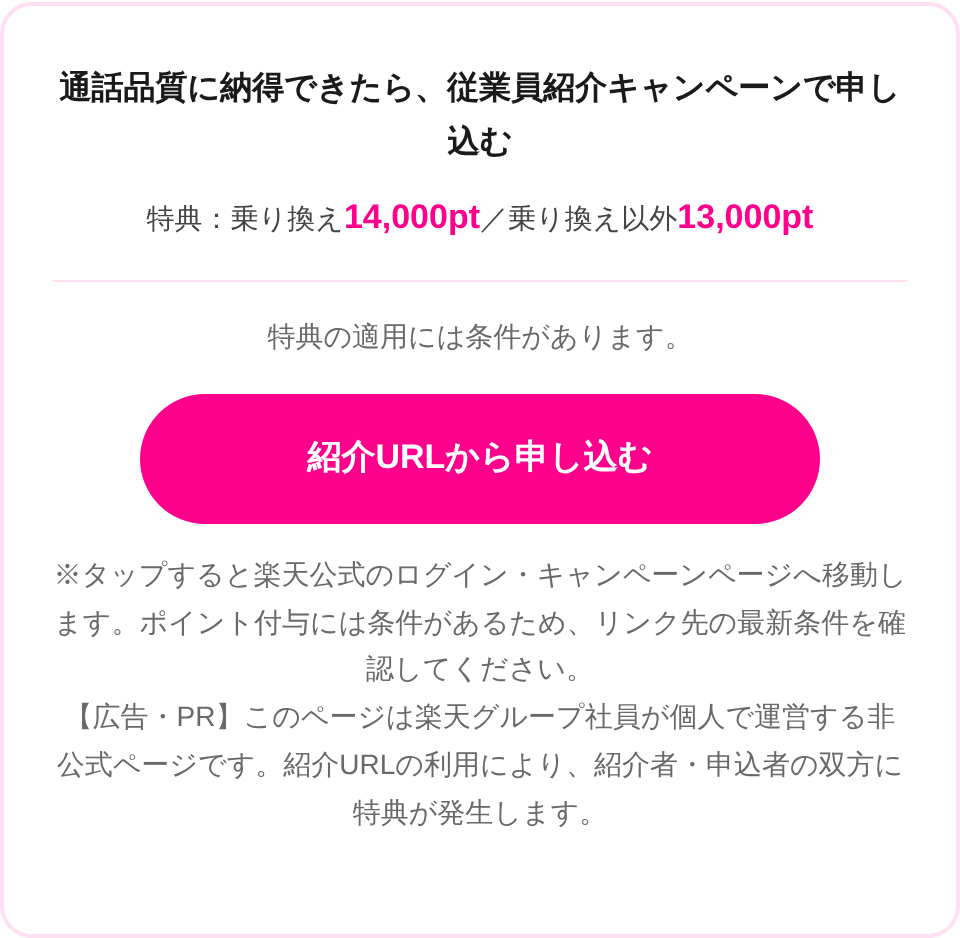 通話品質に納得できたら、従業員紹介キャンペーンで申し
込む
特典：乗り換え14,000pt／乗り換え以外13,000pt
特典の適用には条件があります。
紹介URLから申し込む
※タップすると楽天公式のログイン・キャンペーンページへ移動し
ます。ポイント付与には条件があるため、リンク先の最新条件を確
認してください。
【広告・PR】このページは楽天グループ社員が個人で運営する非
公式ページです。紹介URLの利用により、紹介者・申込者の双方に
特典が発生します。